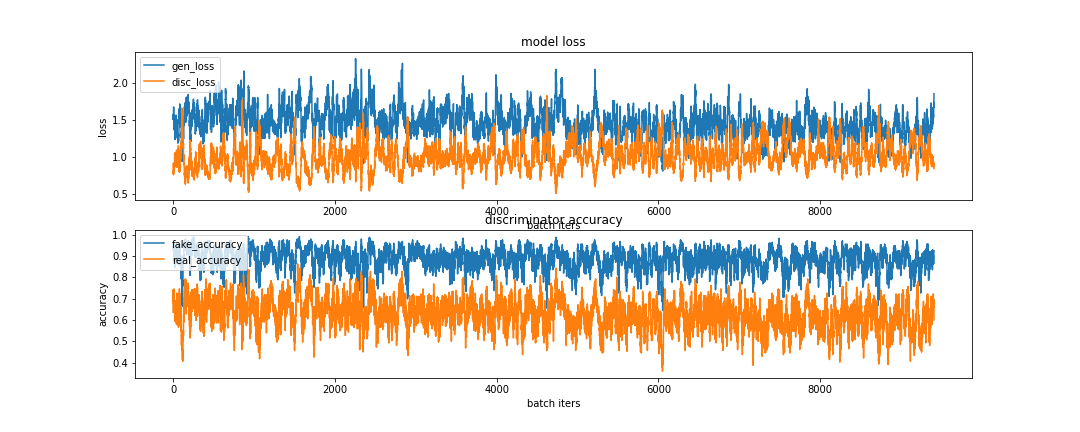 model loss
gen_loss
disc_loss
2.0
1.5
1.0
0.5
loss
0 2000 4000 6000 8000
batch iters
discriminator accuracy
fake_accuracy
real_accuracy
1.0
0.9
0.8
0.7
0.6
0.5
0.4
accuracy
0 2000 4000 6000 8000
batch iters